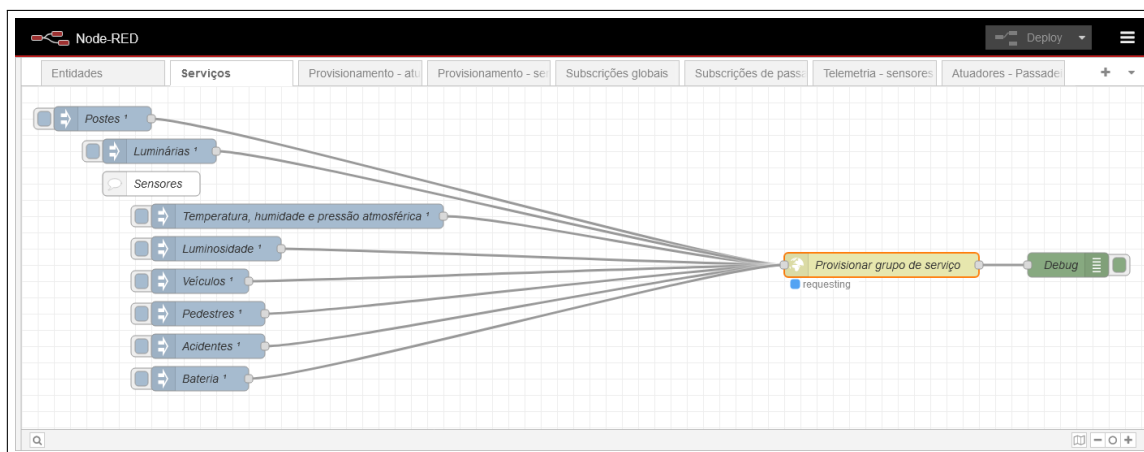 Node-RED
Deploy
Entidades
Serviços
Provisionamento - atu
Provisionamento - se
Subscrições globais
Subscrições de passa
Telemetria - sensores
Atuadores - Passade
Postes ¹
Luminárias ¹
Sensores
Temperatura, humidade e pressão atmosférica ¹
Luminosidade ¹
Veículos ¹
Pedestres ¹
Acidentes ¹
Bateria ¹
Provisionar grupo de serviço
requesting
Debug